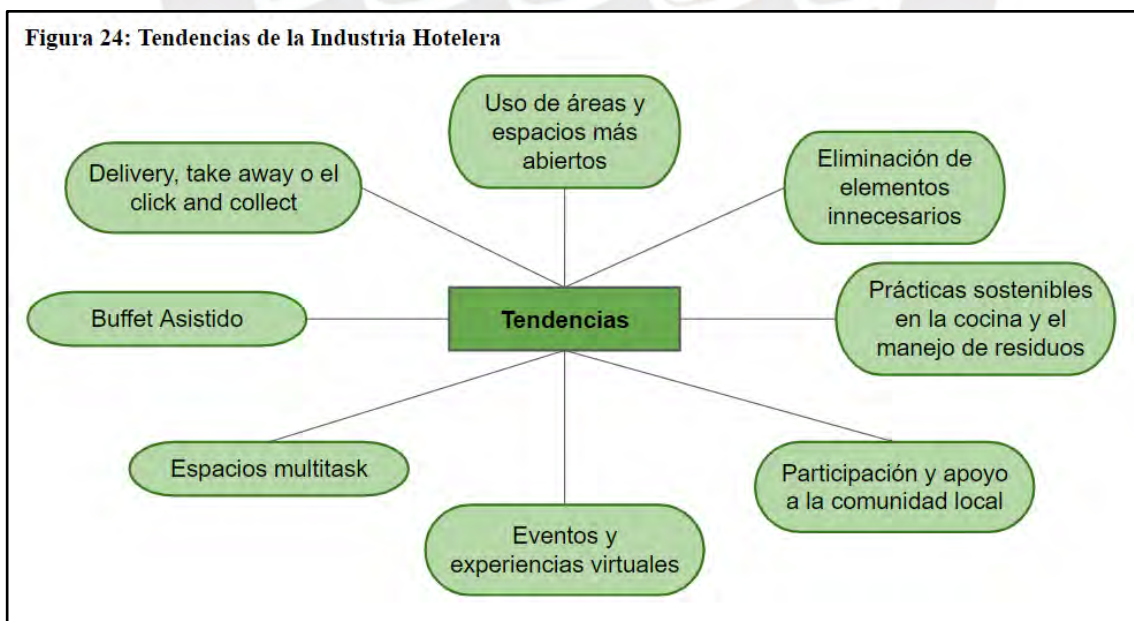 Figura 24: Tendencias de la Industria Hotelera
Uso de áreas y
espacios más
abiertos
Delivery, take away o el
click and collect
Eliminación de
elementos
innecesarios
Buffet Asistido
Tendencias
Prácticas sostenibles
en la cocina y el
manejo de residuos
Espacios multitask
Participación y apoyo
a la comunidad local
Eventos y
experiencias virtuales